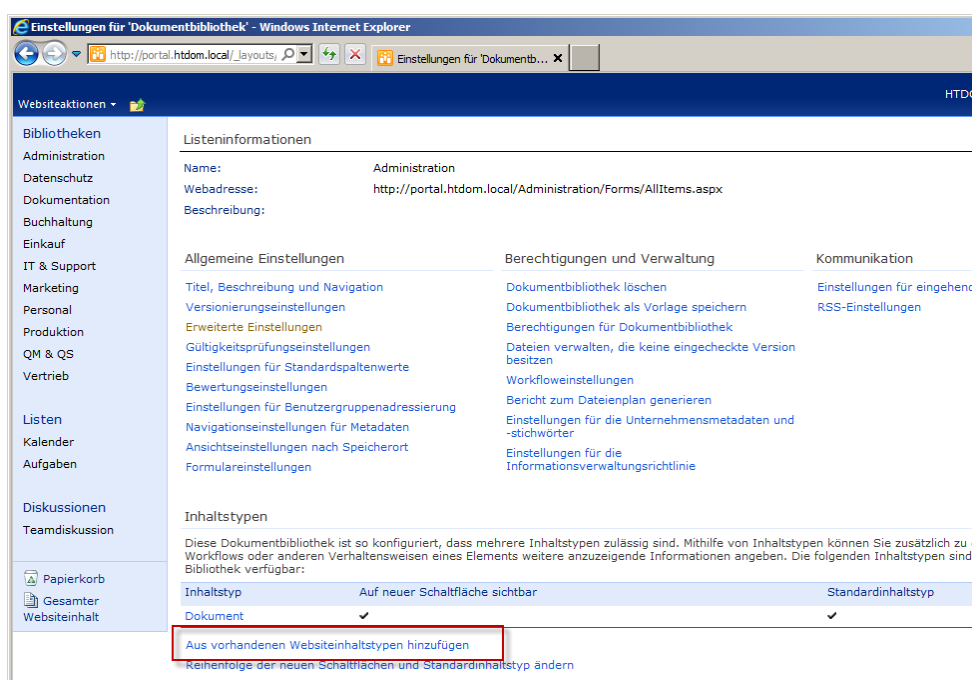 Einstellungen für 'Dokumentbibliothek' - Windows Internet Explorer
http://portal.htdom.local/_layouts/
Einstellungen für 'Dokumentb...
HTDO
Websiteaktionen
Bibliotheken
Administration
Datenschutz
Dokumentation
Buchhaltung
Einkauf
IT & Support
Marketing
Personal
Produktion
QM & QS
Vertrieb
Listen
Kalender
Aufgaben
Diskussionen
Teamdiskussion
Papierkorb
Gesamter
Websiteinhalt
Listeninformationen
Name: Administration
Webadresse: http://portal.htdom.local/Administration/Forms/AllItems.aspx
Beschreibung:
Allgemeine Einstellungen
Titel, Beschreibung und Navigation
Versionierungseinstellungen
Erweiterte Einstellungen
Gültigkeitsprüfungseinstellungen
Einstellungen für Standardspaltenwerte
Bewertungseinstellungen
Einstellungen für Benutzergruppenadressierung
Navigationseinstellungen für Metadaten
Ansichtseinstellungen nach Speicherort
Formulareinstellungen
Berechtigungen und Verwaltung
Dokumentbibliothek löschen
Dokumentbibliothek als Vorlage speichern
Berechtigungen für Dokumentbibliothek
Dateien verwalten, die keine eingecheckte Version
besitzen
Workfloweinstellungen
Bericht zum Dateienplan generieren
Einstellungen für die Unternehmensmetadaten und
-stichwörter
Einstellungen für die
Informationsverwaltungsrichtlinie
Kommunikation
Einstellungen für eingehend
RSS-Einstellungen
Inhaltstypen
Diese Dokumentbibliothek ist so konfiguriert, dass mehrere Inhaltstypen zulässig sind. Mithilfe von Inhaltstypen können Sie zusätzlich zu
Workflows oder anderen Verhaltensweisen eines Elements weitere anzuzeigende Informationen angeben. Die folgenden Inhaltstypen sind
Bibliothek verfügbar:
Inhaltstyp Auf neuer Schaltfläche sichtbar Standardinhaltstyp
Dokument ✔ ✔
Aus vorhandenen Websiteinhaltstypen hinzufügen
Reihenfolge der neuen Schaltflächen und Standardinhaltstyp ändern